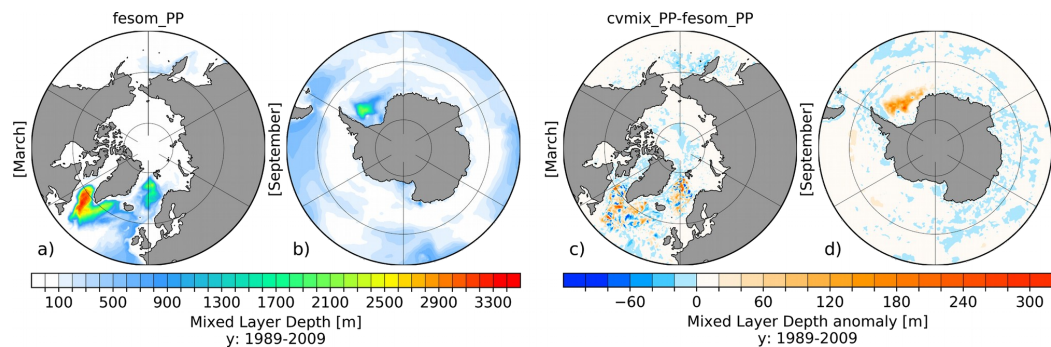 fesom_PP
cvmix_PP-fesom_PP
[March]
[September]
[March]
[September]
a)
b)
c)
d)
100 500 900 1300 1700 2100 2500 2900 3300
Mixed Layer Depth [m]
y: 1989-2009
−60 0 60 120 180 240 300
Mixed Layer Depth anomaly [m]
y: 1989-2009